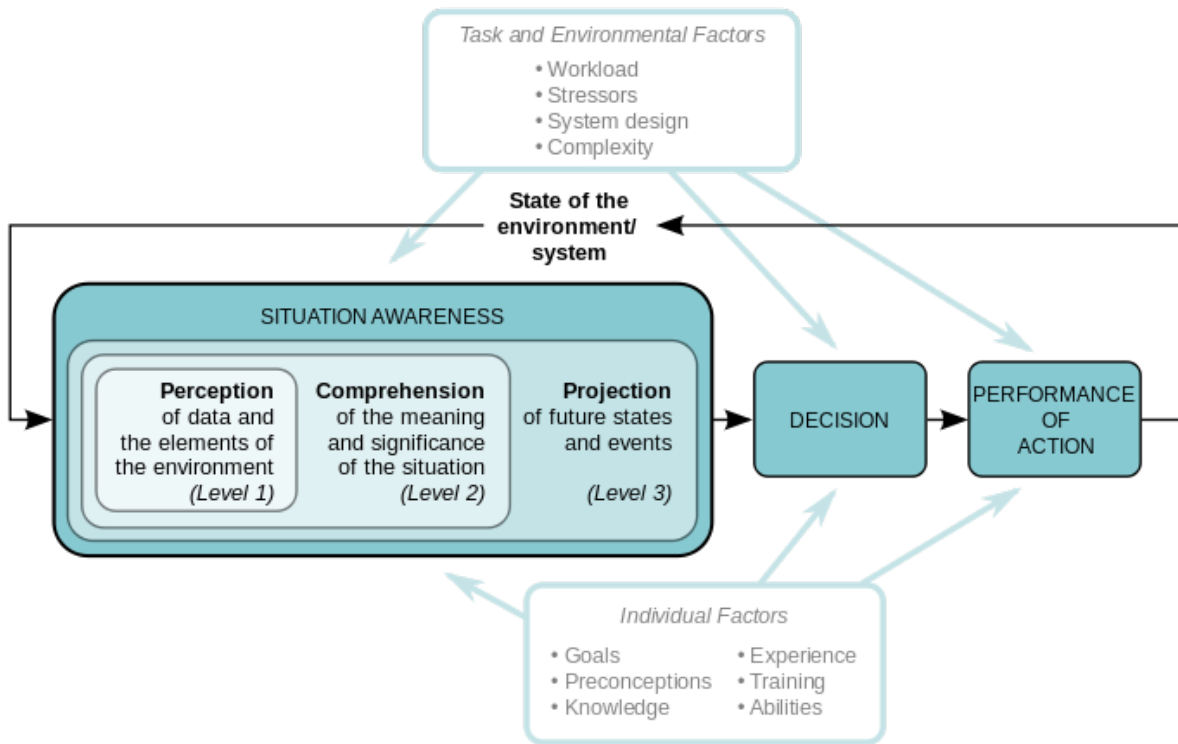 Task and Environmental Factors
• Workload
• Stressors
• System design
• Complexity
State of the
environment/
system
SITUATION AWARENESS
Perception
of data and
the elements of
the environment
(Level 1)
Comprehension
of the meaning
and significance
of the situation
(Level 2)
Projection
of future states
and events
(Level 3)
DECISION
PERFORMANCE
OF
ACTION
Individual Factors
• Goals
• Preconceptions
• Knowledge
• Experience
• Training
• Abilities